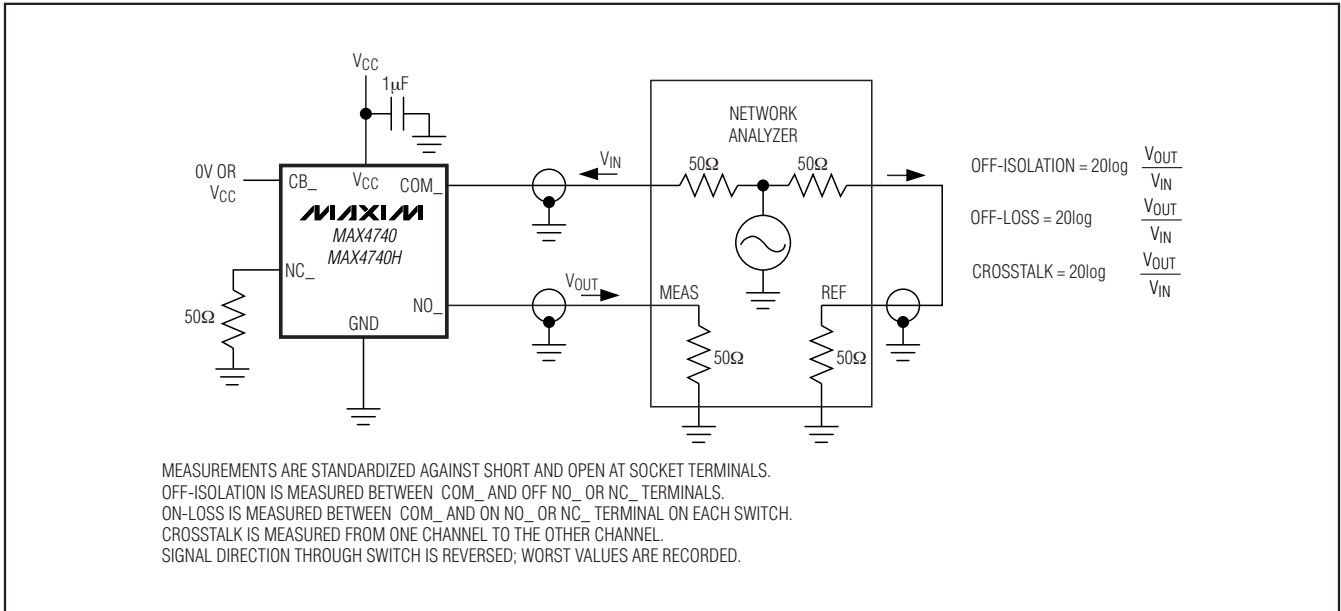 VCC
1µF
NETWORK
ANALYZER
0V OR
VCC
CB_
VCC
COM_
VIN
50Ω
50Ω
OFF-ISOLATION = 20log VOUT
VIN
MAXIM
MAX4740
MAX4740H
OFF-LOSS = 20log VOUT
VIN
NC_
CROSSTALK = 20log VOUT
VIN
50Ω
NO_
VOUT
MEAS
REF
GND
50Ω
50Ω
MEASUREMENTS ARE STANDARDIZED AGAINST SHORT AND OPEN AT SOCKET TERMINALS.
OFF-ISOLATION IS MEASURED BETWEEN COM_ AND OFF NO_ OR NC_ TERMINALS.
ON-LOSS IS MEASURED BETWEEN COM_ AND ON NO_ OR NC_ TERMINAL ON EACH SWITCH.
CROSSTALK IS MEASURED FROM ONE CHANNEL TO THE OTHER CHANNEL.
SIGNAL DIRECTION THROUGH SWITCH IS REVERSED; WORST VALUES ARE RECORDED.